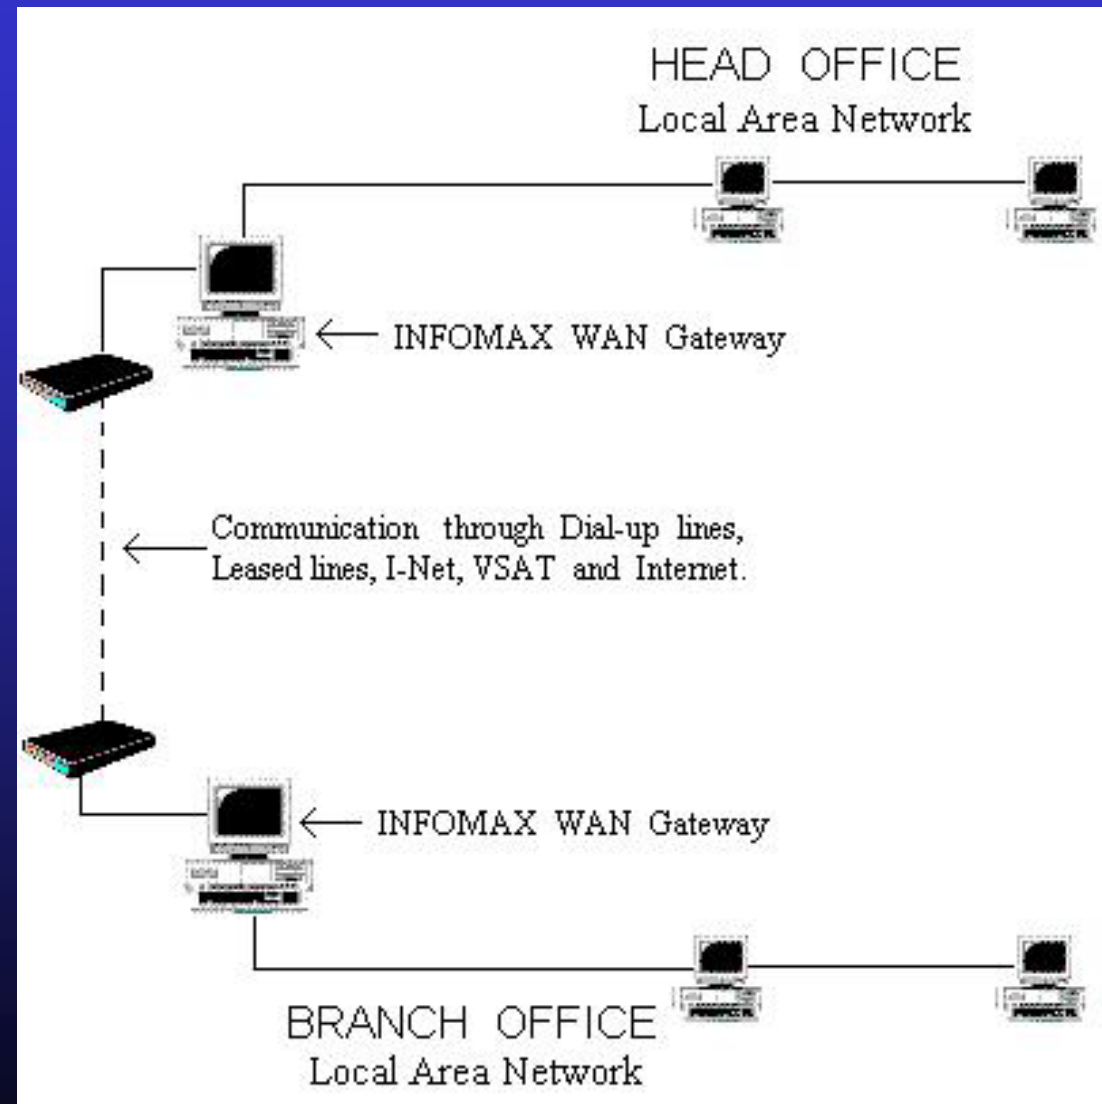 HEAD OFFICE
Local Area Network
INFOMAX WAN Gateway
Communication through Dial-up lines,
Leased lines, I-Net, VSAT and Internet.
INFOMAX WAN Gateway
BRANCH OFFICE
Local Area Network